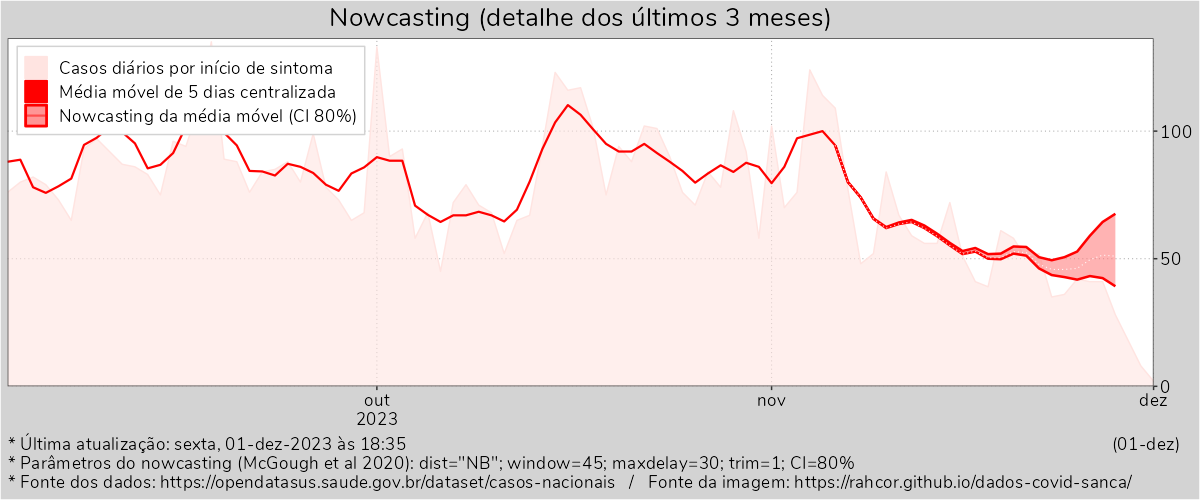 Nowcasting (detalhe dos últimos 3 meses)
Casos diários por início de sintoma
Média móvel de 5 dias centralizada
Nowcasting da média móvel (CI 80%)
100
50
0
out
2023
nov
dez
* Última atualização: sexta, 01-dez-2023 às 18:35
(01-dez)
* Parâmetros do nowcasting (McGough et al 2020): dist="NB"; window=45; maxdelay=30; trim=1; CI=80%
* Fonte dos dados: https://opendatasus.saude.gov.br/dataset/casos-nacionais / Fonte da imagem: https://rahcor.github.io/dados-covid-sanca/